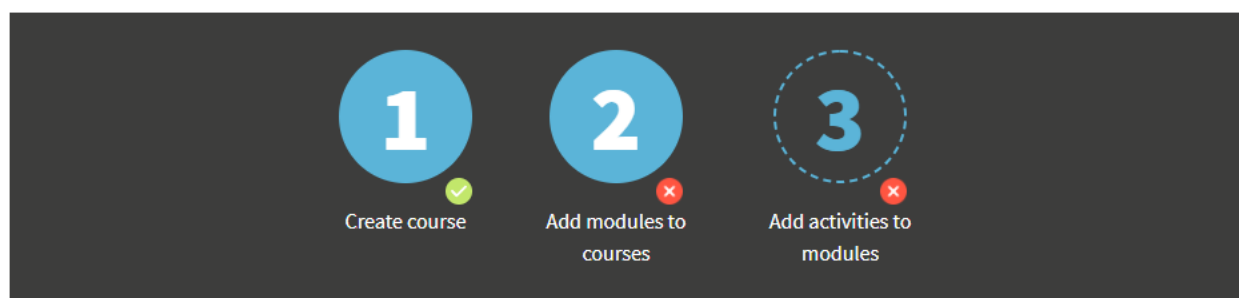 1
2
3
Create course
Add modules to
courses
Add activities to
modules